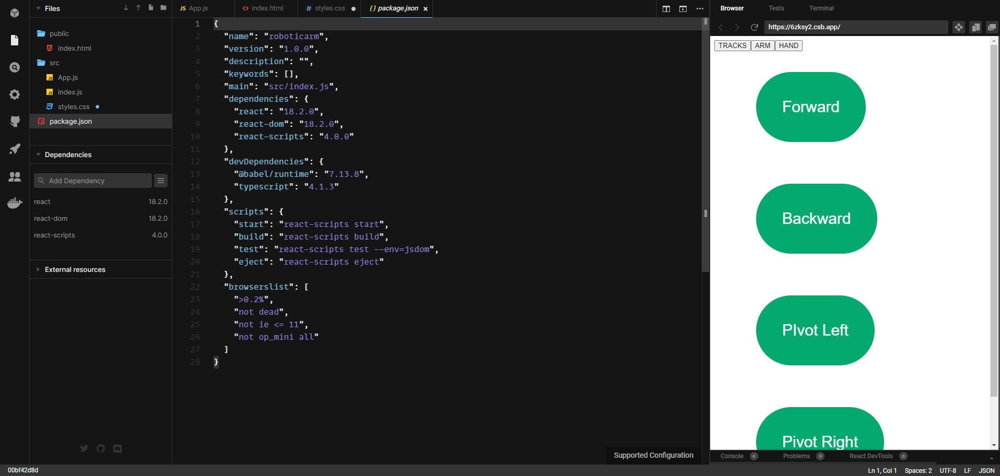 Files
public
index.html
src
App.js
index.js
styles.css
package.json
Dependencies
Add Dependency
react 18.2.0
react-dom 18.2.0
react-scripts 4.0.0
External resources
JS App.js
<> index.html
# styles.css
{} package.json ×
1 {
2 "name": "roboticarm",
3 "version": "1.0.0",
4 "description": "",
5 "keywords": [],
6 "main": "src/index.js",
7 "dependencies": {
8 "react": "18.2.0",
9 "react-dom": "18.2.0",
10 "react-scripts": "4.0.0"
11 },
12 "devDependencies": {
13 "@babel/runtime": "7.13.8",
14 "typescript": "4.1.3"
15 },
16 "scripts": {
17 "start": "react-scripts start",
18 "build": "react-scripts build",
19 "test": "react-scripts test --env=jsdom",
20 "eject": "react-scripts eject"
21 },
22 "browserslist": [
23 ">0.2%",
24 "not dead",
25 "not ie <= 11",
26 "not op_mini all"
27 ]
28 }
Supported Configuration
Browser Tests Terminal
https://6zksy2.csb.app/
TRACKS ARM HAND
Forward
Backward
PIvot Left
Pivot Right
Console 0 Problems 0 React DevTools 0
00bf42d8d
Ln 1, Col 1 Spaces: 2 UTF-8 LF JSON